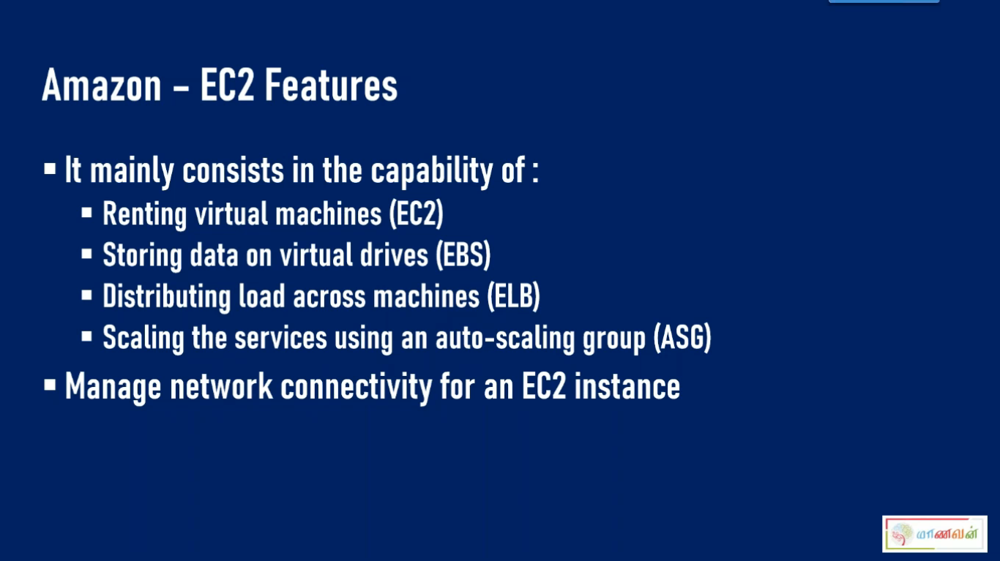 Amazon – EC2 Features
▪ It mainly consists in the capability of :
▪ Renting virtual machines (EC2)
▪ Storing data on virtual drives (EBS)
▪ Distributing load across machines (ELB)
▪ Scaling the services using an auto-scaling group (ASG)
▪ Manage network connectivity for an EC2 instance
மாணவன்